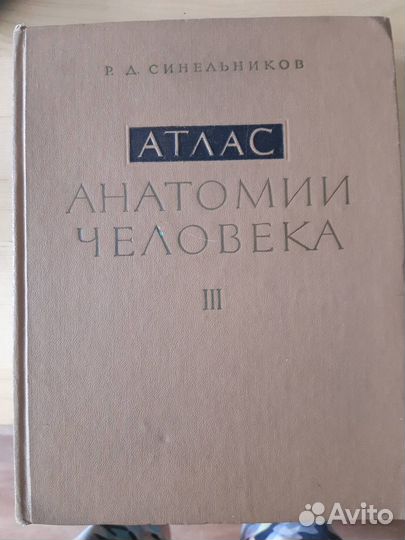 Р. Д. СИНЕЛЬНИКОВ
АТЛАС
АНАТОМИИ
ЧЕЛОВЕКА
III
Avito